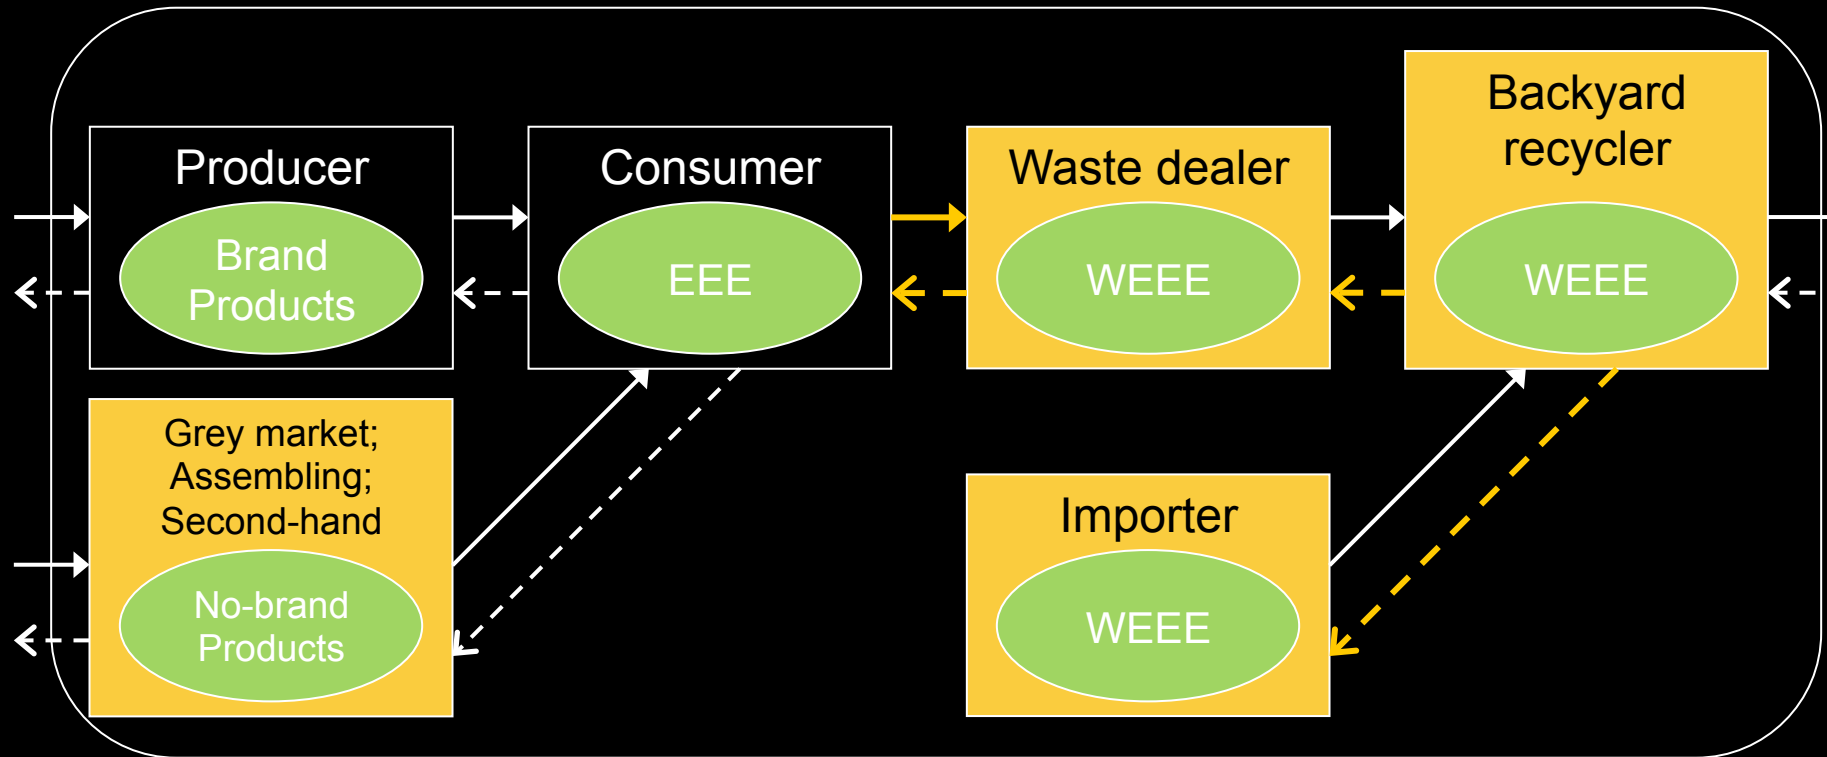 Producer
Brand
Products
Consumer
EEE
Waste dealer
WEEE
Backyard
recycler
WEEE
Grey market;
Assembling;
Second-hand
No-brand
Products
Importer
WEEE